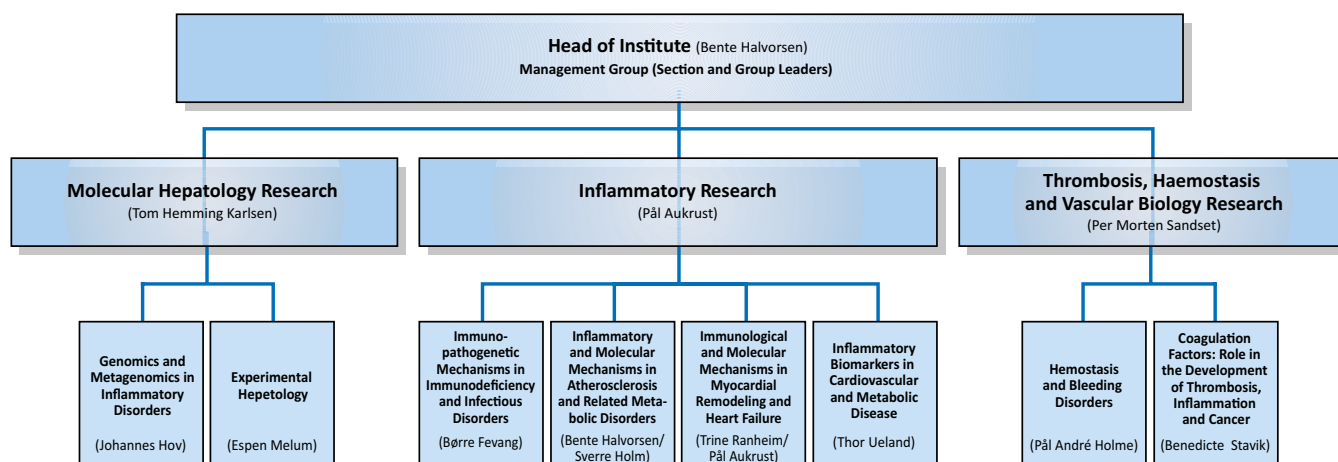 Head of Institute (Bente Halvorsen)
Management Group (Section and Group Leaders)
Molecular Hepatology Research
(Tom Hemming Karlsen)
Inflammatory Research
(Pål Aukrust)
Thrombosis, Haemostasis
and Vascular Biology Research
(Per Morten Sandset)
Genomics and
Metagenomics in
Inflammatory
Disorders
(Johannes Hov)
Experimental
Hepetology
(Espen Melum)
Immuno-
pathogenetic
Mechanisms in
Immunodeficiency
and Infectious
Disorders
(Børre Fevang)
Inflammatory
and Molecular
Mechanisms in
Atherosclerosis
and Related Meta-
bolic Disorders
(Bente Halvorsen/
Sverre Holm)
Immunological
and Molecular
Mechanisms in
Myocardial
Remodeling and
Heart Failure
(Trine Ranheim/
Pål Aukrust)
Inflammatory
Biomarkers in
Cardiovascular
and Metabolic
Disease
(Thor Ueland)
Hemostasis
and Bleeding
Disorders
(Pål André Holme)
Coagulation
Factors: Role in
the Development
of Thrombosis,
Inflammation
and Cancer
(Benedicte Stavik)